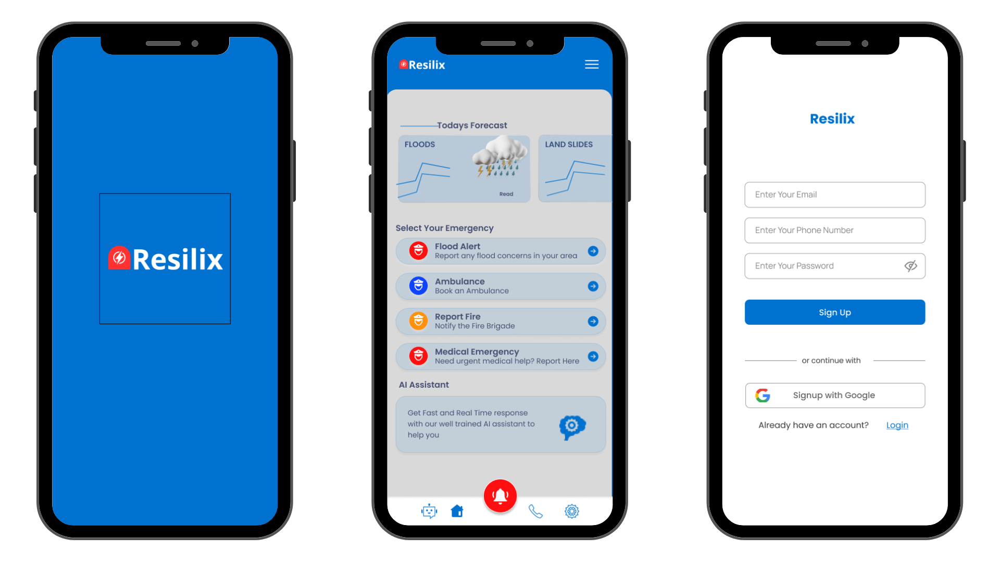 Resilix
Resilix
Todays Forecast
FLOODS
Read
LAND SLIDES
Select Your Emergency
Flood Alert
Report any flood concerns in your area
Ambulance
Book an Ambulance
Report Fire
Notify the Fire Brigade
Medical Emergency
Need urgent medical help? Report Here
AI Assistant
Get Fast and Real Time response
with our well trained AI assistant to
help you
Resilix
Enter Your Email
Enter Your Phone Number
Enter Your Password
Sign Up
or continue with
Signup with Google
Already have an account? Login